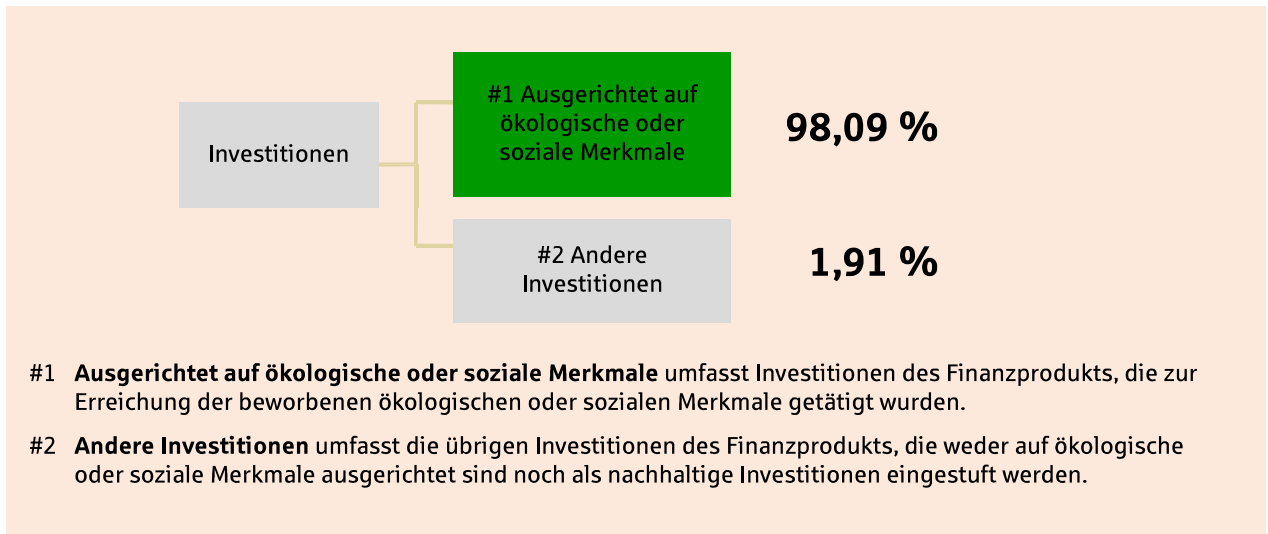 Investitionen
#1 Ausgerichtet auf
ökologische oder
soziale Merkmale
98,09 %
#2 Andere
Investitionen
1,91 %
#1 Ausgerichtet auf ökologische oder soziale Merkmale umfasst Investitionen des Finanzprodukts, die zur
Erreichung der beworbenen ökologischen oder sozialen Merkmale getätigt wurden.
#2 Andere Investitionen umfasst die übrigen Investitionen des Finanzprodukts, die weder auf ökologische
oder soziale Merkmale ausgerichtet sind noch als nachhaltige Investitionen eingestuft werden.